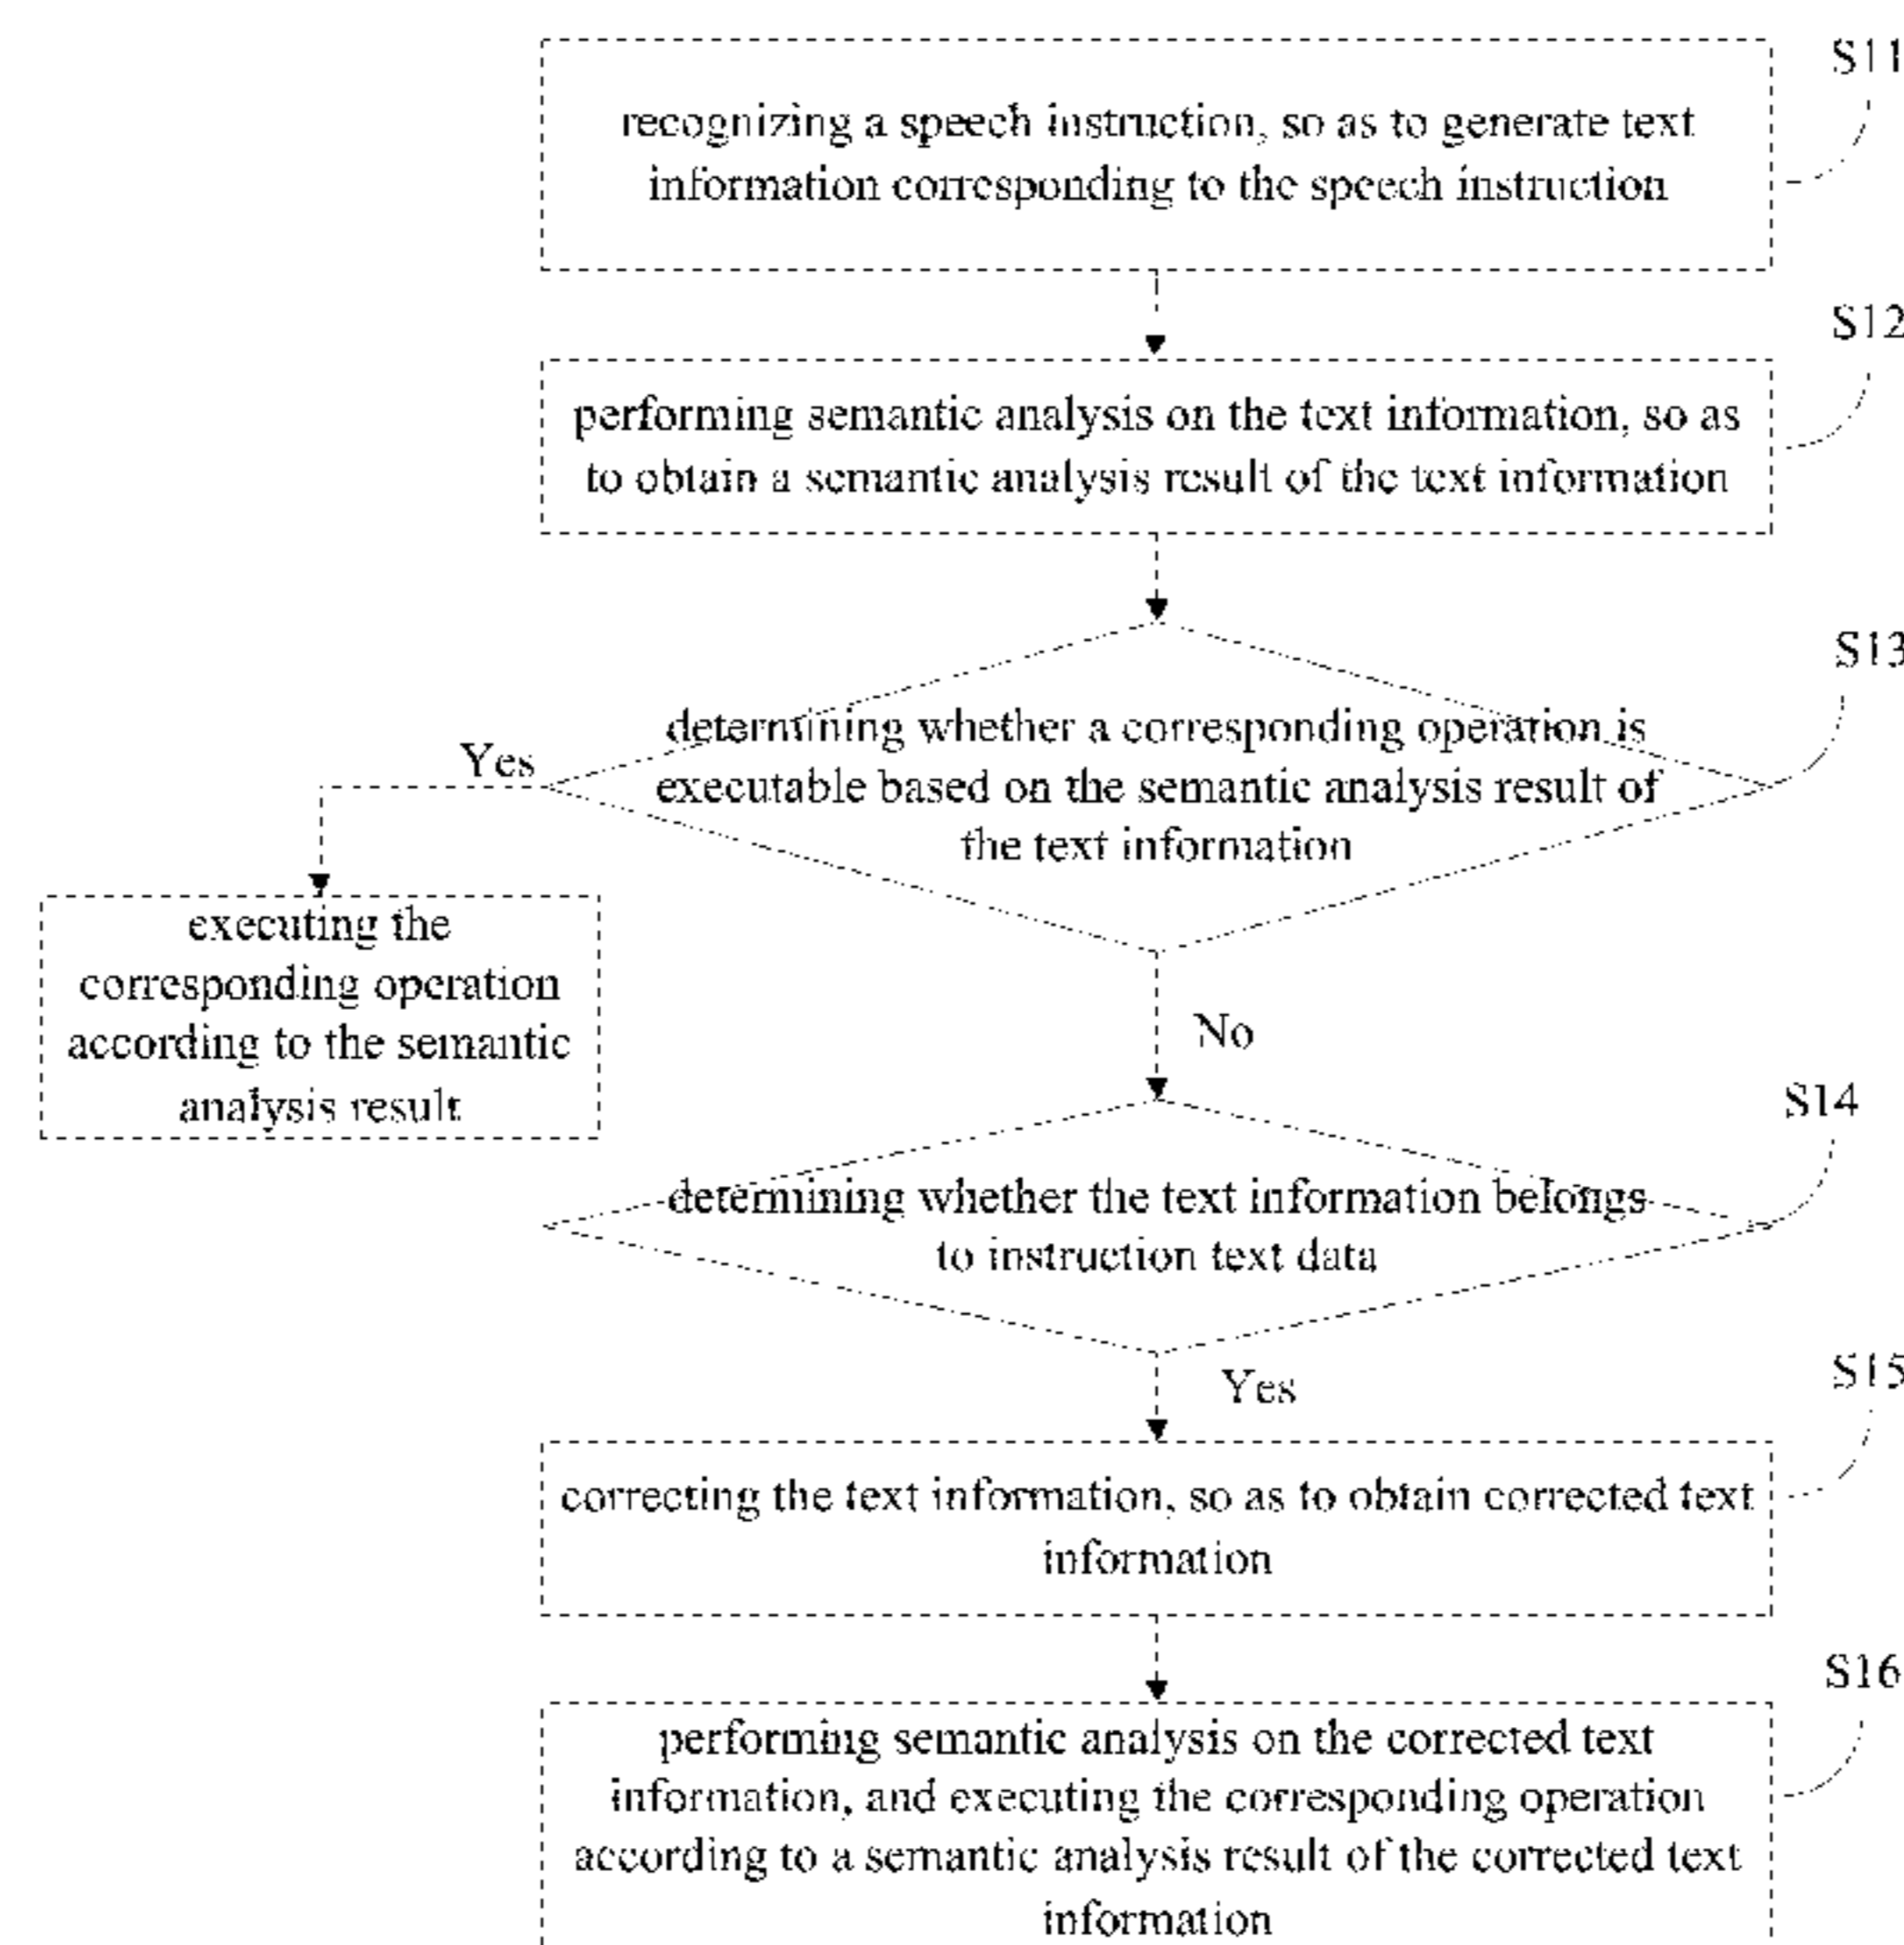 S11
recognizing a speech instruction, so as to generate text
information corresponding to the speech instruction
S12
performing semantic analysis on the text information, so as
to obtain a semantic analysis result of the text information
S13
determining whether a corresponding operation is
executable based on the semantic analysis result of
the text information
Yes
executing the
corresponding operation
according to the semantic
analysis result
No
S14
determining whether the text information belongs
to instruction text data
Yes
S15
correcting the text information, so as to obtain corrected text
information
S16
performing semantic analysis on the corrected text
information, and executing the corresponding operation
according to a semantic analysis result of the corrected text
information